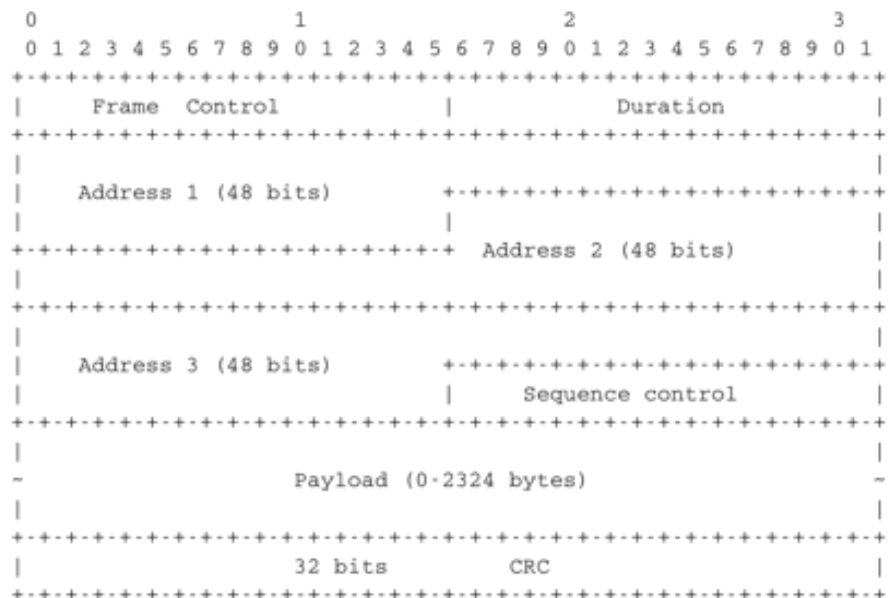 0                   1                   2                   3
0 1 2 3 4 5 6 7 8 9 0 1 2 3 4 5 6 7 8 9 0 1 2 3 4 5 6 7 8 9 0 1
+-+-+-+-+-+-+-+-+-+-+-+-+-+-+-+-+-+-+-+-+-+-+-+-+-+-+-+-+-+-+-+-+
|     Frame  Control            |            Duration           |
+-+-+-+-+-+-+-+-+-+-+-+-+-+-+-+-+-+-+-+-+-+-+-+-+-+-+-+-+-+-+-+-+
|                                                               |
|    Address 1 (48 bits)        +-+-+-+-+-+-+-+-+-+-+-+-+-+-+-+-+
|                               |                               |
+-+-+-+-+-+-+-+-+-+-+-+-+-+-+-+-+  Address 2 (48 bits)          |
|                                                               |
+-+-+-+-+-+-+-+-+-+-+-+-+-+-+-+-+-+-+-+-+-+-+-+-+-+-+-+-+-+-+-+-+
|                                                               |
|    Address 3 (48 bits)        +-+-+-+-+-+-+-+-+-+-+-+-+-+-+-+-+
|                               |     Sequence control          |
+-+-+-+-+-+-+-+-+-+-+-+-+-+-+-+-+-+-+-+-+-+-+-+-+-+-+-+-+-+-+-+-+
|                                                               |
~                    Payload (0-2324 bytes)                     ~
|                                                               |
+-+-+-+-+-+-+-+-+-+-+-+-+-+-+-+-+-+-+-+-+-+-+-+-+-+-+-+-+-+-+-+-+
|                    32 bits         CRC                        |
+-+-+-+-+-+-+-+-+-+-+-+-+-+-+-+-+-+-+-+-+-+-+-+-+-+-+-+-+-+-+-+-+